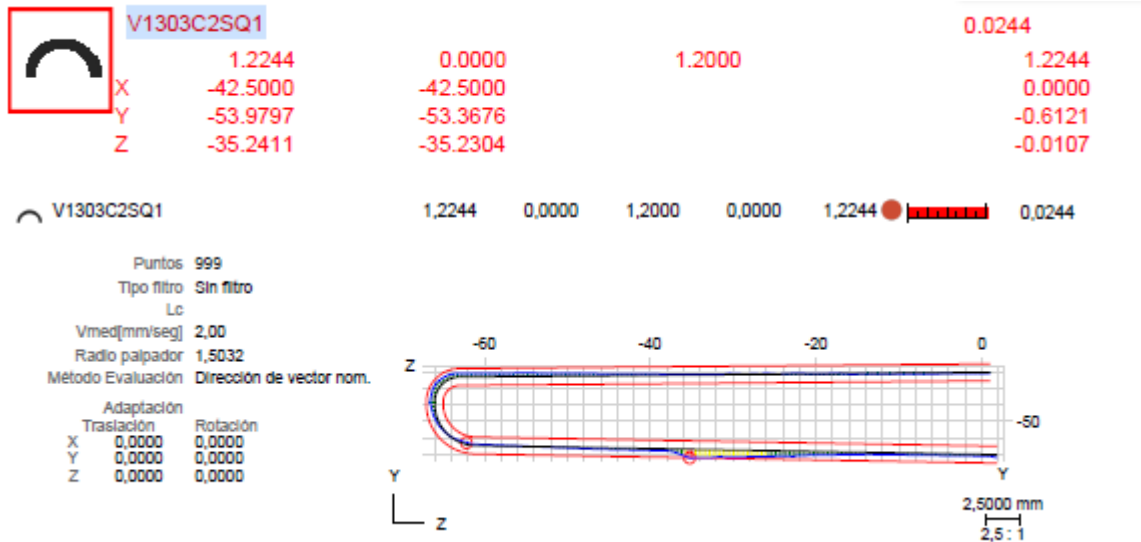 V1303C2SQ1 0.0244
1.2244 0.0000 1.2000 1.2244
X -42.5000 -42.5000 0.0000
Y -53.9797 -53.3676 -0.6121
Z -35.2411 -35.2304 -0.0107
V1303C2SQ1 1,2244 0,0000 1,2000 0,0000 1,2244 0,0244
Puntos 999
Tipo filtro Sin filtro
Lc
Vmed[mm/seg] 2,00
Radio palpador 1,5032
Método Evaluación Dirección de vector nom.
Adaptación
Traslación Rotación
X 0,0000 0,0000
Y 0,0000 0,0000
Z 0,0000 0,0000
-60 -40 -20 0
Z
-50
Y
Y
Z
2,5000 mm
2,5 : 1